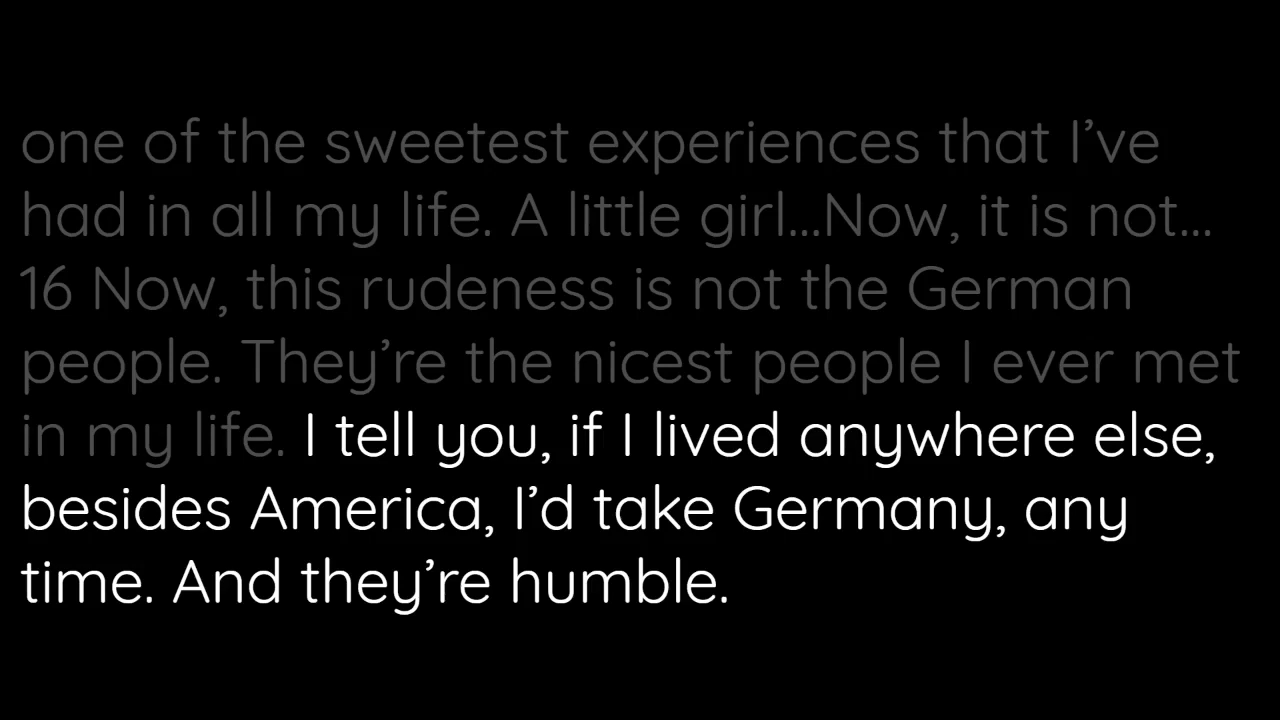 one of the sweetest experiences that I’ve
had in all my life. A little girl...Now, it is not...
16 Now, this rudeness is not the German
people. They’re the nicest people I ever met
in my life. I tell you, if I lived anywhere else,
besides America, I’d take Germany, any
time. And they’re humble.